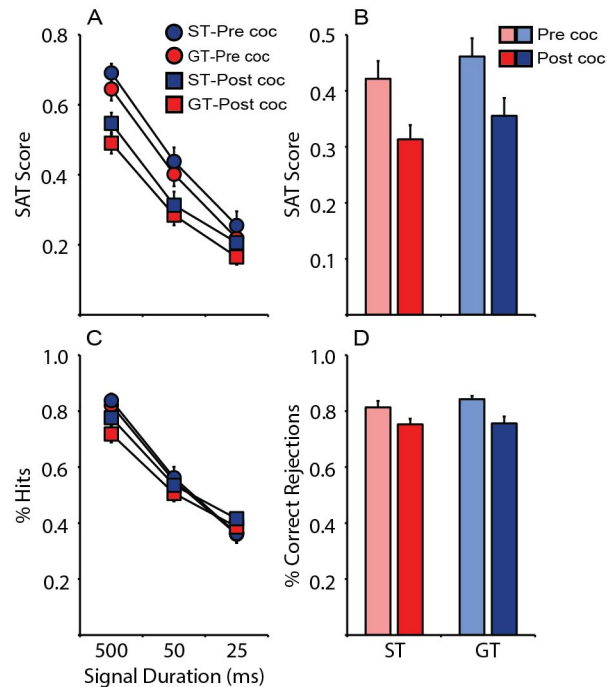 A
0.8
0.6
0.4
0.2
SAT Score
ST-Pre coc
GT-Pre coc
ST-Post coc
GT-Post coc
B
0.5
0.4
0.3
0.2
0.1
SAT Score
Pre coc
Post coc
C
1.0
0.8
0.6
0.4
0.2
% Hits
500 50 25
Signal Duration (ms)
D
1.0
0.8
0.6
0.4
0.2
% Correct Rejections
ST GT